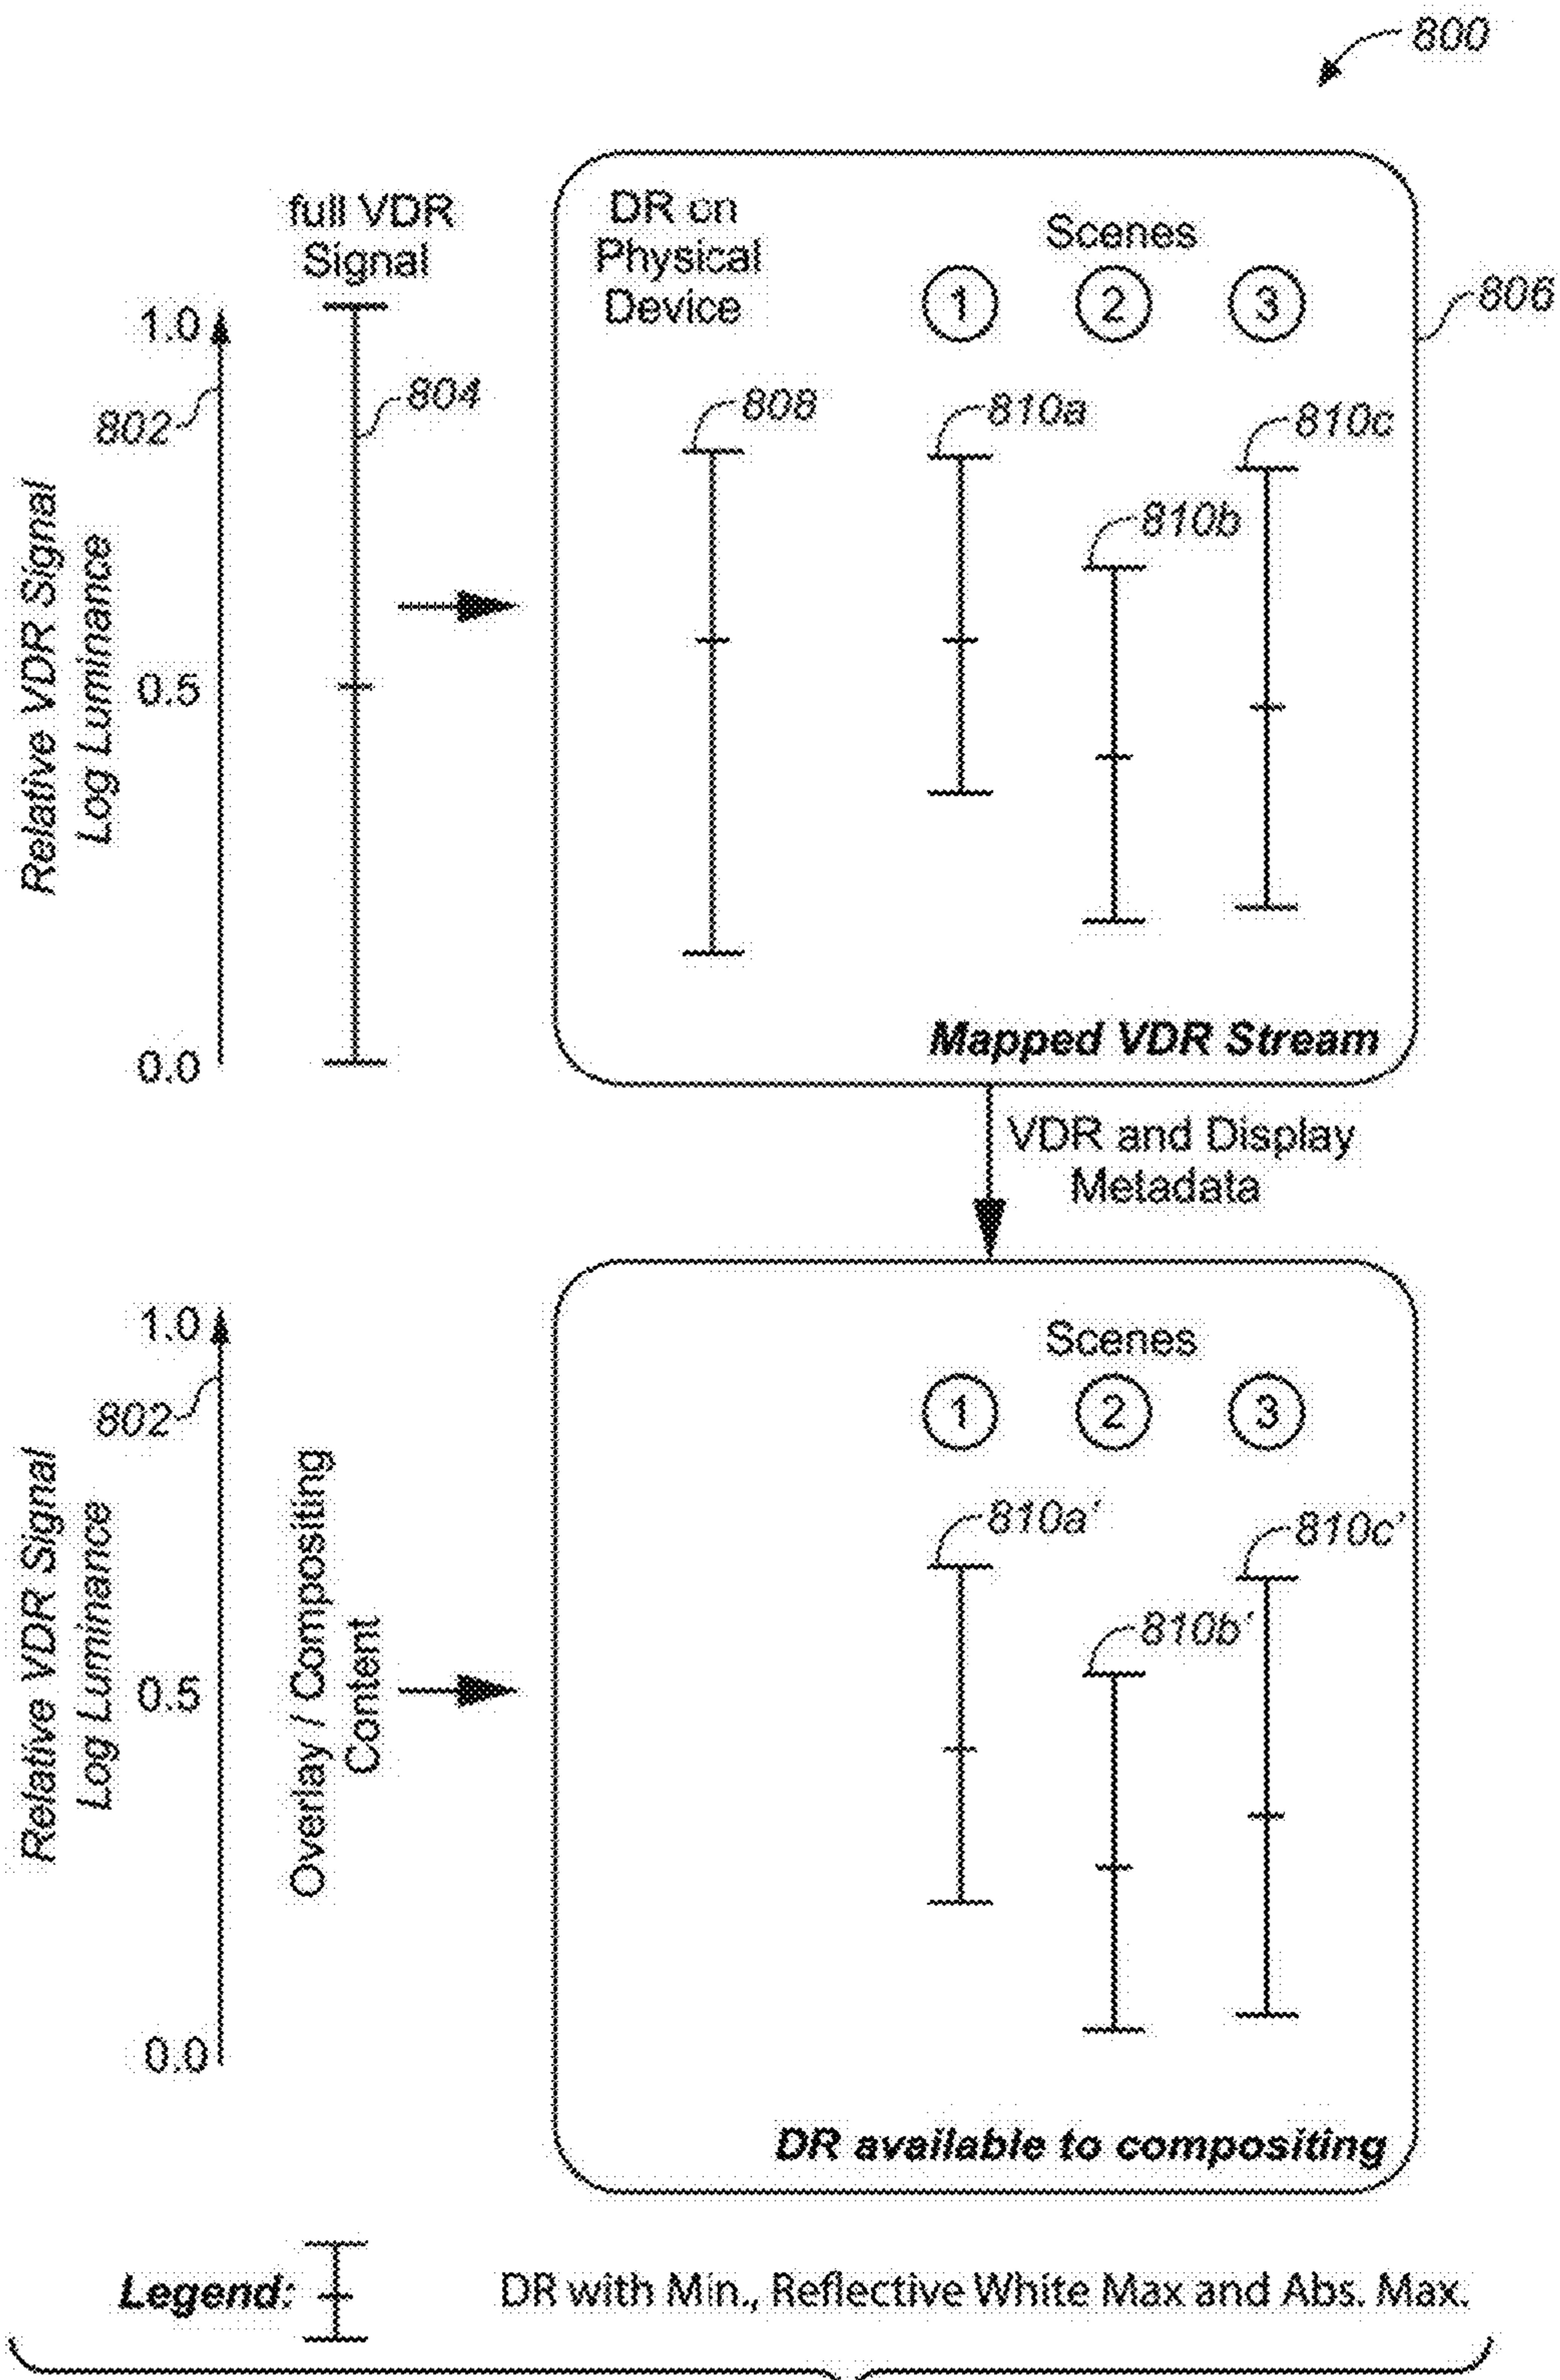 800
full VDR
Signal
DR on
Physical
Device
Scenes
1 2 3
806
1.0
802
804
808
810a
810c
810b
Relative VDR Signal
Log Luminance
0.5
0.0
Mapped VDR Stream
VDR and Display
Metadata
1.0
802
Scenes
1 2 3
810a'
810c'
810b'
Relative VDR Signal
Log Luminance
0.5
Overlay / Compositing
Content
0.0
DR available to compositing
Legend:
DR with Min., Reflective White Max and Abs. Max.